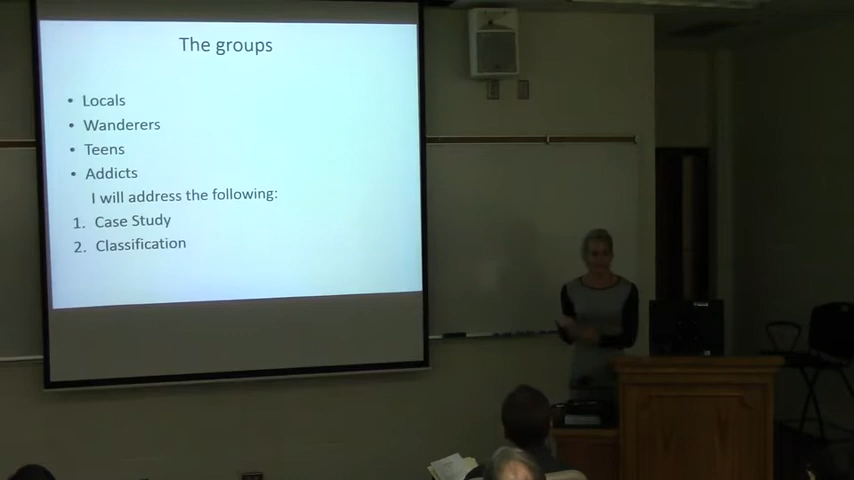 The groups
• Locals
• Wanderers
• Teens
• Addicts
I will address the following:
1. Case Study
2. Classification